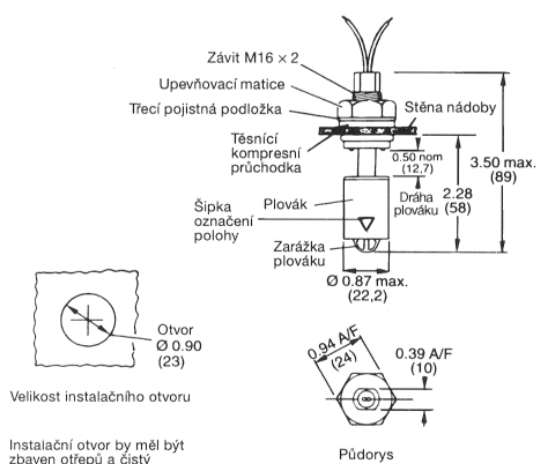 Závit M16 × 2
Upevňovací matice
Třecí pojistná podložka
Stěna nádoby
Těsnící
kompresní
průchodka
0.50 nom
(12,7)
3.50 max.
(89)
Šipka
označení
polohy
Plovák
Dráha
plováku
2.28
(58)
Zarážka
plováku
Ø 0.87 max.
(22,2)
Otvor
Ø 0.90
(23)
0.94 A/F
(24)
0.39 A/F
(10)
Velikost instalačního otvoru
Instalační otvor by měl být
zbaven otřepů a čistý
Půdorys